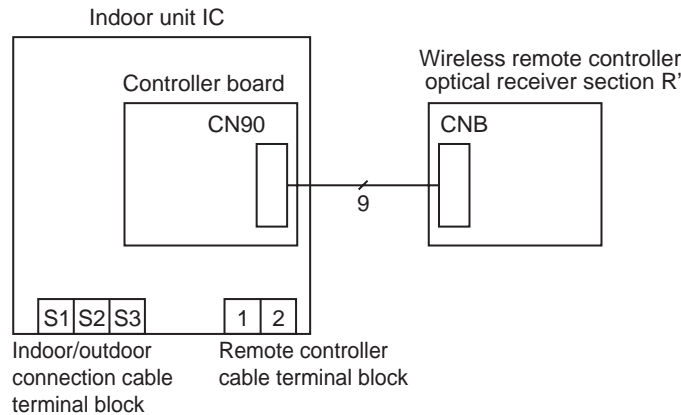 Indoor unit IC
Wireless remote controller
optical receiver section R’
Controller board
CN90
CNB
9
S1 S2 S3
1 2
Indoor/outdoor
connection cable
terminal block
Remote controller
cable terminal block